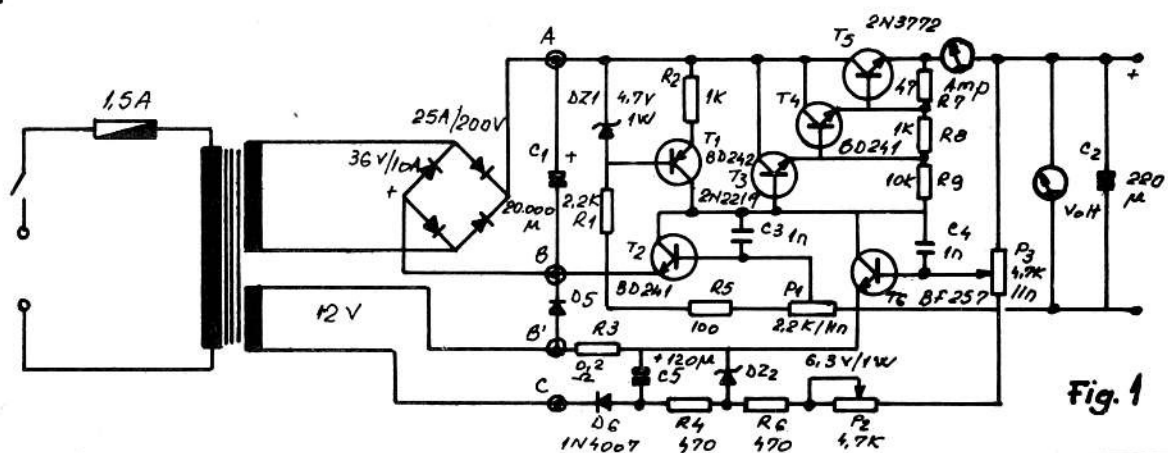 2N3772
A
T5
R2
47
R7
Amp
+
1,5A
DZ1
4,7V
1W
1K
T4
25A/200V
1K
R8
C1
+
T1
BD241
C2
36V/10A
BD242
T3
+
20.000
µ
2,2K
R1
2N2219
10K
R9
Volt
220
µ
C3
1n
C4
1n
P3
4,7K
lin
T2
B
BD241
T6
BF257
D5
R5
100
P1
2,2K/lin
12V
B'
R3
0,2
Ω
+120µ
C5
DZ2
6,3V/1W
C
D6
1N4007
R4
470
R6
470
P2
4,7K
Fig. 1